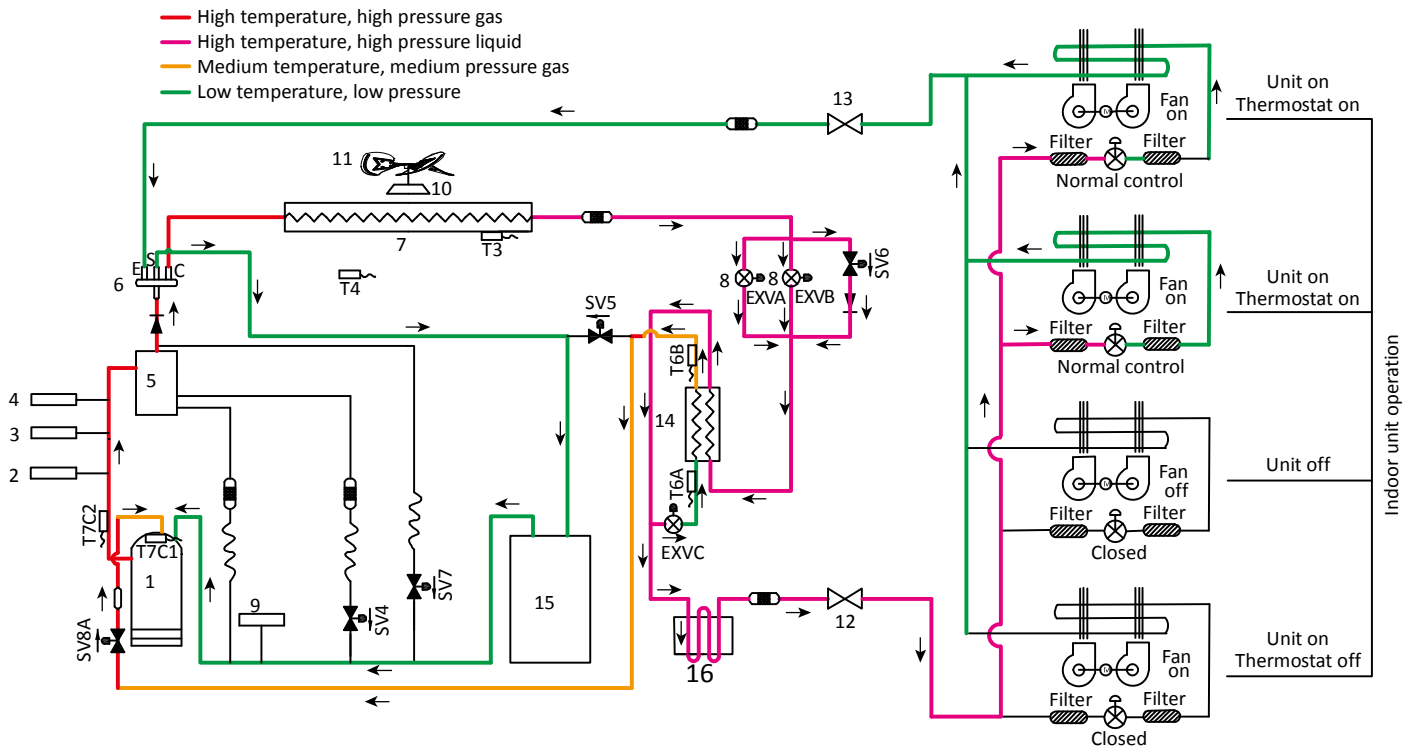 High temperature, high pressure gas
High temperature, high pressure liquid
Medium temperature, medium pressure gas
Low temperature, low pressure
13
Unit on
Thermostat on
Fan
on
Filter
Filter
Normal control
11
10
7
T3
T4
E
S
C
6
8
EXVA
8
EXVB
SV6
SV5
Unit on
Thermostat on
Fan
on
Filter
Filter
Normal control
T6B
5
4
3
2
14
T6A
EXVC
Unit off
Fan
off
Filter
Filter
Closed
Indoor unit operation
T7C2
T7C1
1
SV8A
9
SV4
SV7
15
16
12
Unit on
Thermostat off
Fan
on
Filter
Filter
Closed